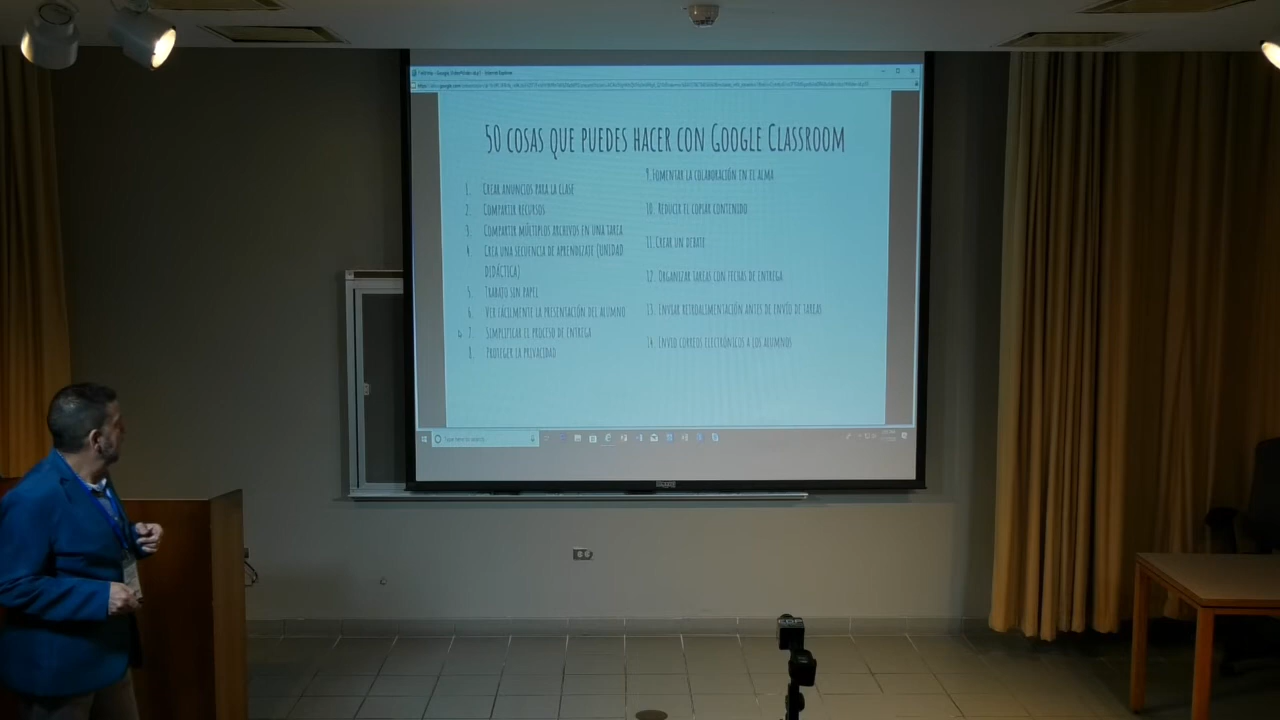 50 COSAS QUE PUEDES HACER CON GOOGLE CLASSROOM
1. CREAR ANUNCIOS PARA LA CLASE
2. COMPARTIR RECURSOS
3. COMPARTIR MÚLTIPLOS ARCHIVOS EN UNA TAREA
4. CREA UNA SECUENCIA DE APRENDIZAJE (UNIDAD
DIDÁCTICA)
5. TRABAJO SIN PAPEL
6. VER FÁCILMENTE LA PRESENTACIÓN DEL ALUMNO
7. SIMPLIFICAR EL PROCESO DE ENTREGA
8. PROTEGER LA PRIVACIDAD
9. FOMENTAR LA COLABORACIÓN EN EL ALMA
10. REDUCIR EL COPIAR CONTENIDO
11. CREAR UN DEBATE
12. ORGANIZAR TAREAS CON FECHAS DE ENTREGA
13. ENVIAR RETROALIMENTACIÓN ANTES DE ENVÍO DE TAREAS
14. ENVIO CORREOS ELECTRÓNICOS A LOS ALUMNOS